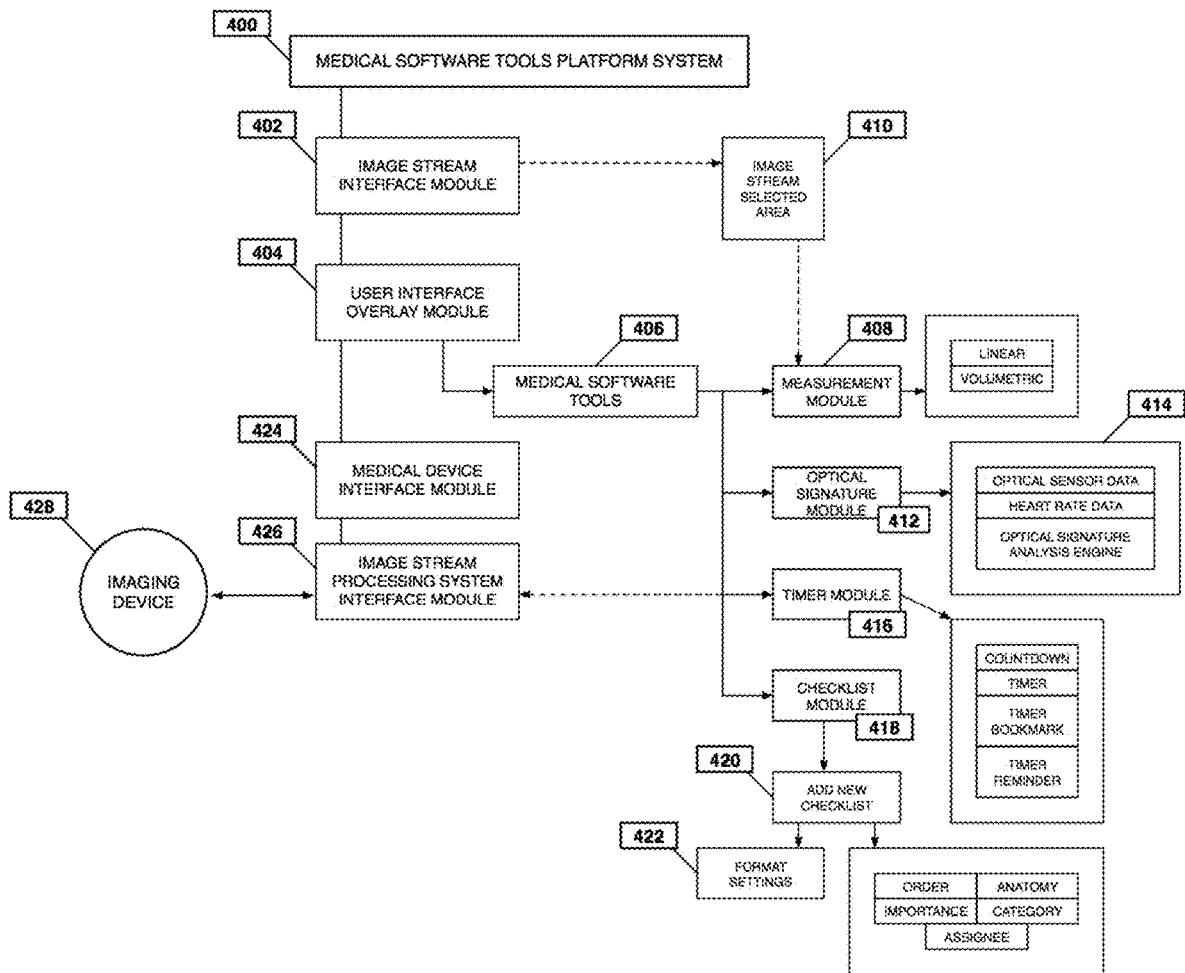 400
MEDICAL SOFTWARE TOOLS PLATFORM SYSTEM
402
IMAGE STREAM
INTERFACE MODULE
410
IMAGE
STREAM
SELECTED
AREA
404
USER INTERFACE
OVERLAY MODULE
406
MEDICAL SOFTWARE
TOOLS
408
MEASUREMENT
MODULE
LINEAR
VOLUMETRIC
424
MEDICAL DEVICE
INTERFACE MODULE
OPTICAL
SIGNATURE
MODULE
412
414
OPTICAL SENSOR DATA
HEART RATE DATA
OPTICAL SIGNATURE
ANALYSIS ENGINE
428
IMAGING
DEVICE
426
IMAGE STREAM
PROCESSING SYSTEM
INTERFACE MODULE
TIMER MODULE
416
COUNTDOWN
TIMER
TIMER
BOOKMARK
TIMER
REMINDER
CHECKLIST
MODULE
418
420
ADD NEW
CHECKLIST
422
FORMAT
SETTINGS
ORDER
ANATOMY
IMPORTANCE
CATEGORY
ASSIGNEE